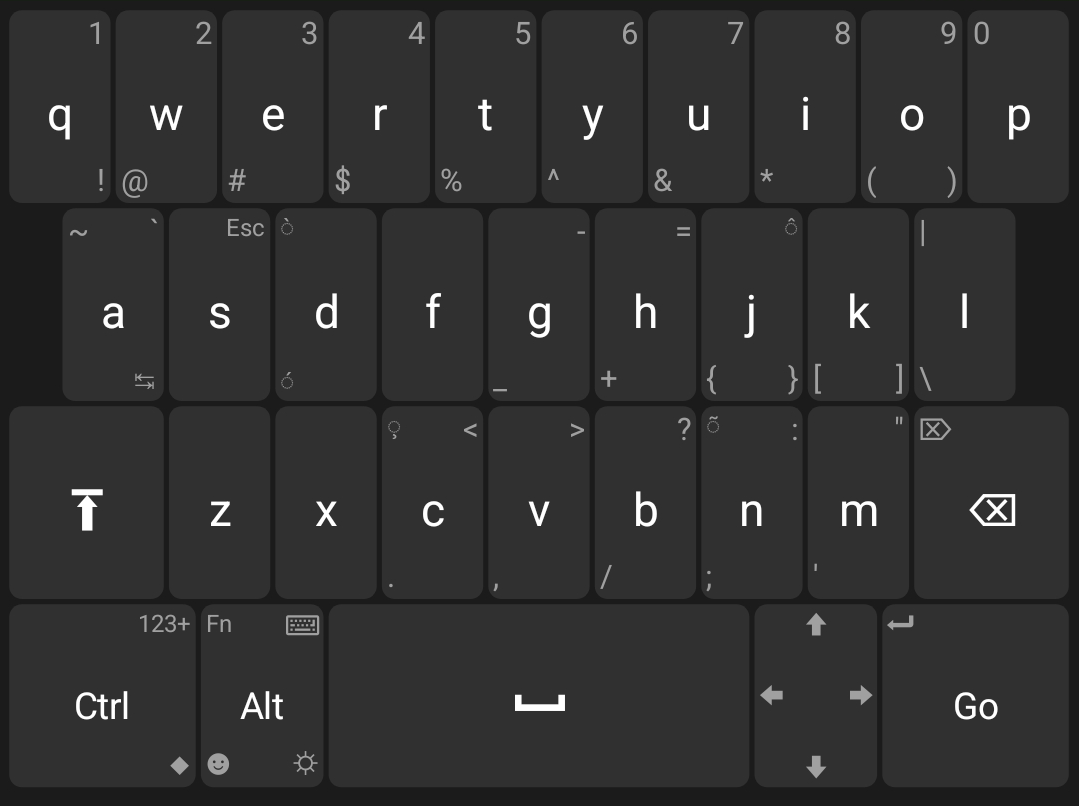 1 2 3 4 5 6 7 8 9 0
q w e r t y u i o p
! @ # $ % ^ & * ( )
~ ` Esc ◌̀ - = ◌̂ |
a s d f g h j k l
↹ ◌́ _ + { } [ ] \
◌̧ < > ? ◌̃ : " ⌦
z x c v b n m ⌫
. , / ; '
123+ Fn
Ctrl Alt Go